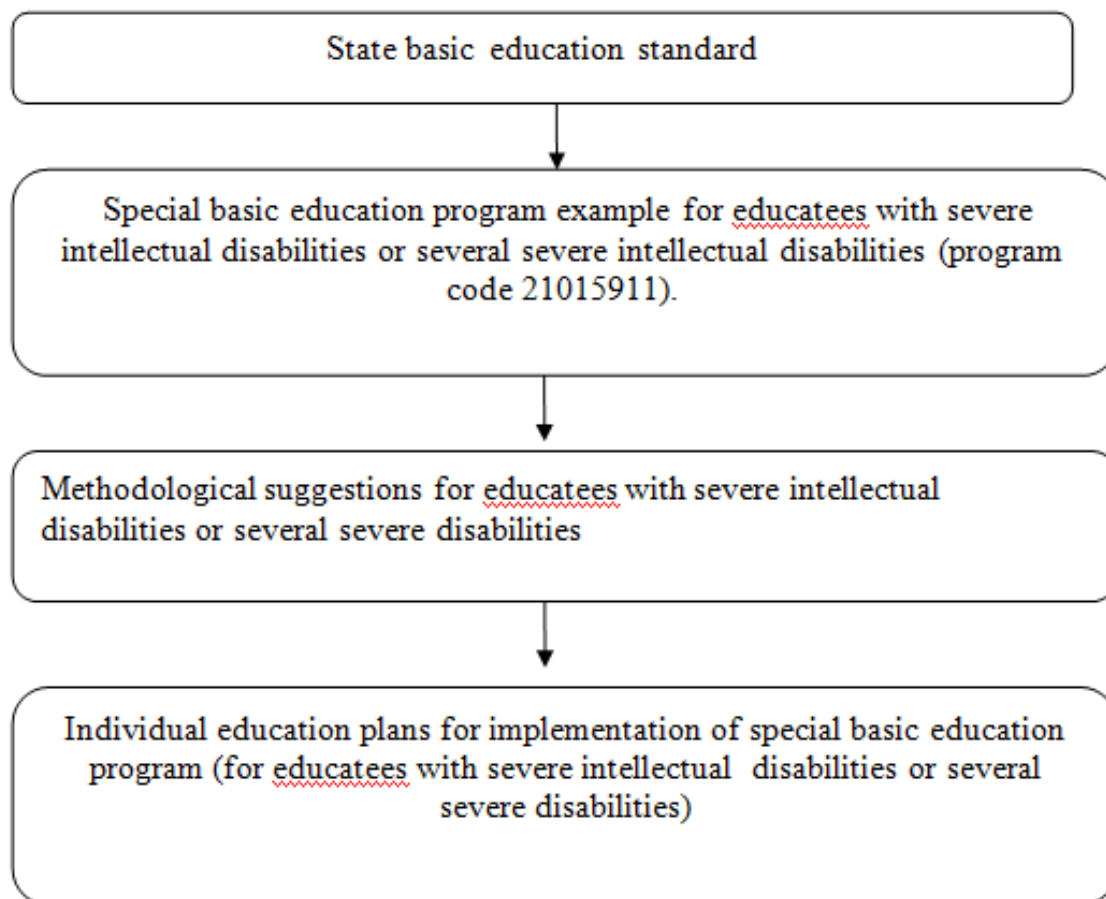 State basic education standard
Special basic education program example for educatees with severe
intellectual disabilities or several severe intellectual disabilities (program
code 21015911).
Methodological suggestions for educatees with severe intellectual
disabilities or several severe disabilities
Individual education plans for implementation of special basic education
program (for educatees with severe intellectual disabilities or several
severe disabilities)